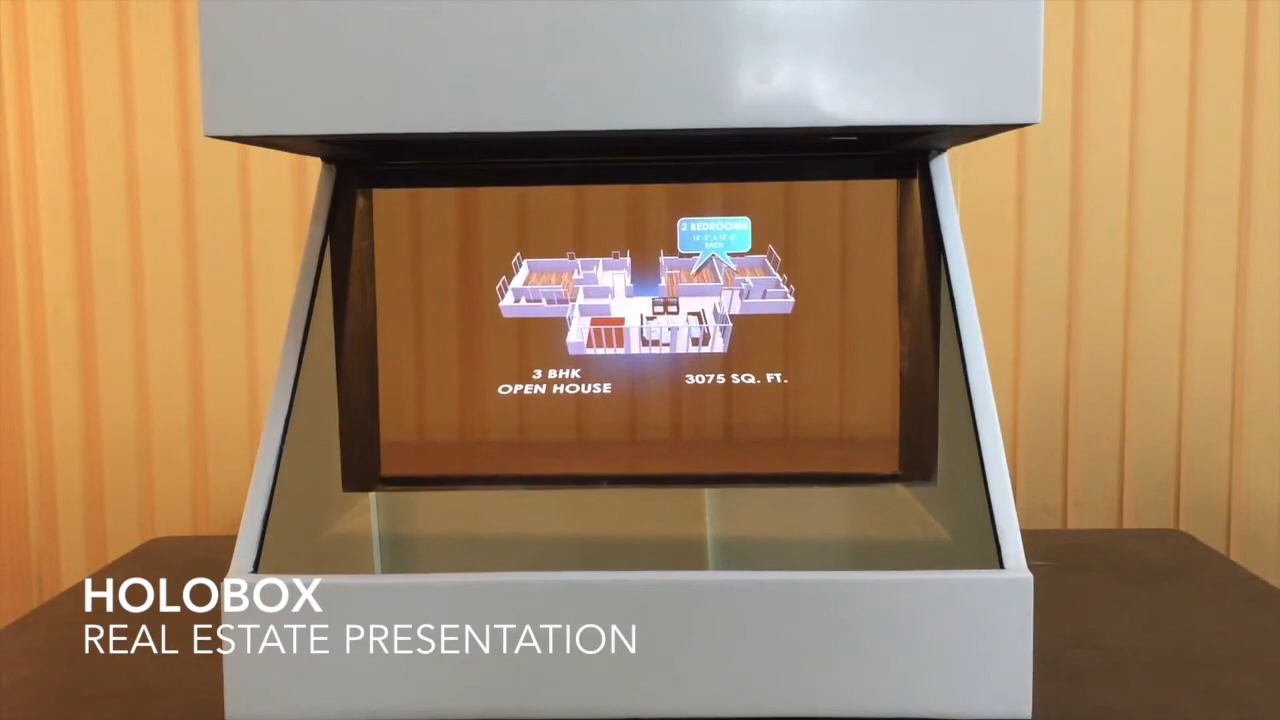 2 BEDROOMS
EACH
3 BHK
OPEN HOUSE
3075 SQ. FT.
HOLOBOX
REAL ESTATE PRESENTATION